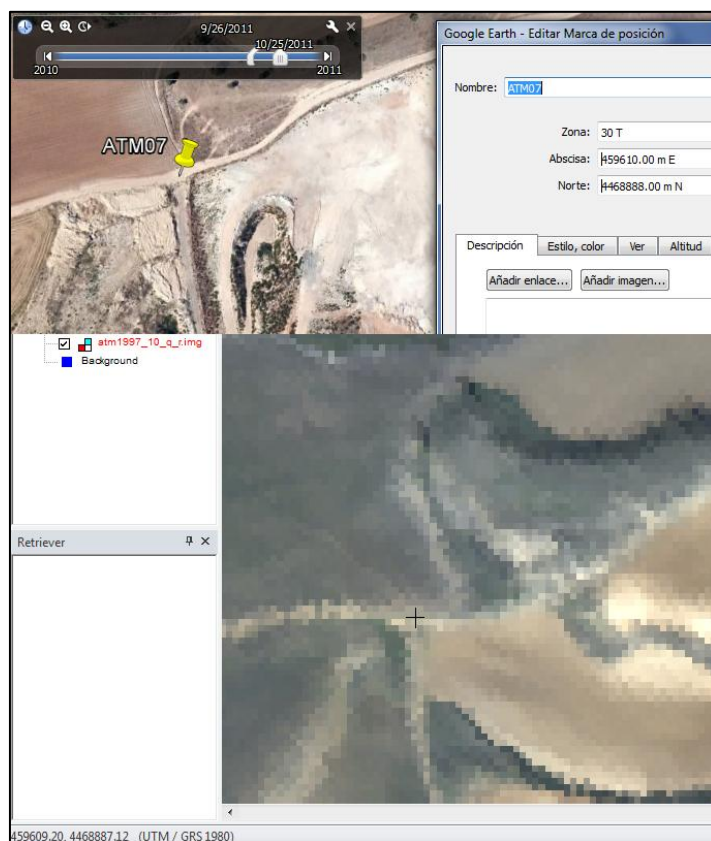 9/26/2011
10/25/2011
2010
2011
ATM07
Google Earth - Editar Marca de posición
Nombre: ATM07
Zona: 30 T
Abscisa: 459610.00 m E
Norte: 4468888.00 m N
Descripción Estilo, color Ver Altitud
Añadir enlace... Añadir imagen...
atm1997_10_q_r.img
Background
Retriever
459609.20, 4468887.12 (UTM / GRS 1980)